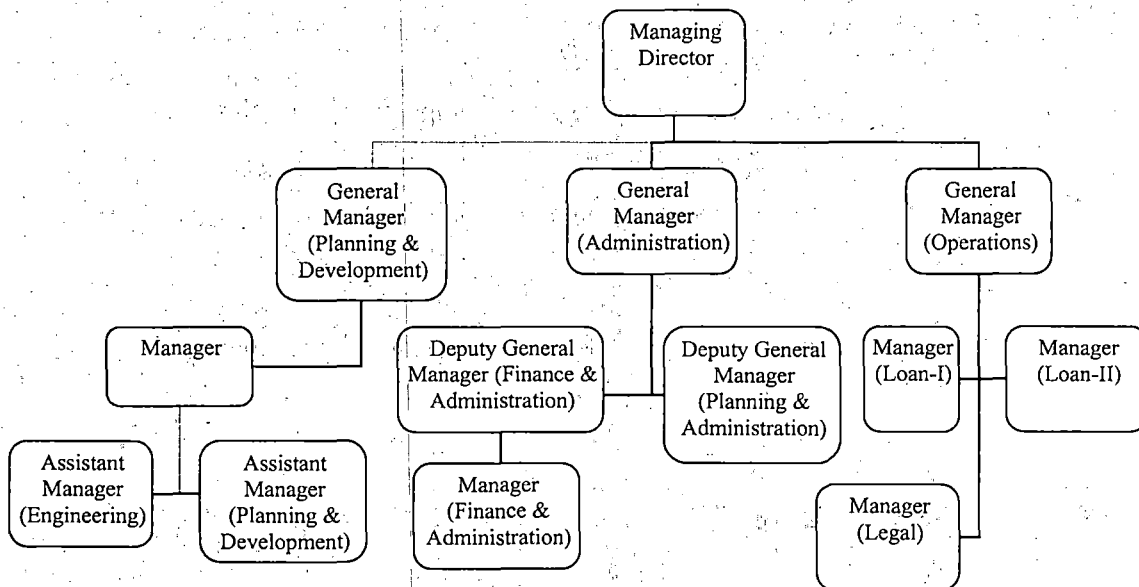 Managing
Director
General
Manager
(Planning &
Development)
General
Manager
(Administration)
General
Manager
(Operations)
Manager
Deputy General
Manager (Finance &
Administration)
Deputy General
Manager
(Planning &
Administration)
Manager
(Loan-I)
Manager
(Loan-II)
Assistant
Manager
(Engineering)
Assistant
Manager
(Planning &
Development)
Manager
(Finance &
Administration)
Manager
(Legal)